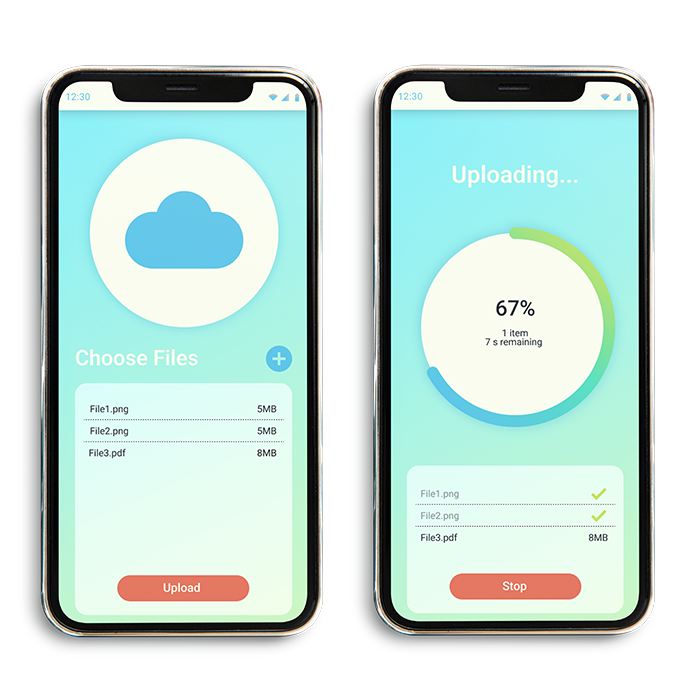 12:30
Choose Files
File1.png 5MB
File2.png 5MB
File3.pdf 8MB
Upload
12:30
Uploading...
67%
1 item
7 s remaining
File1.png
File2.png
File3.pdf 8MB
Stop